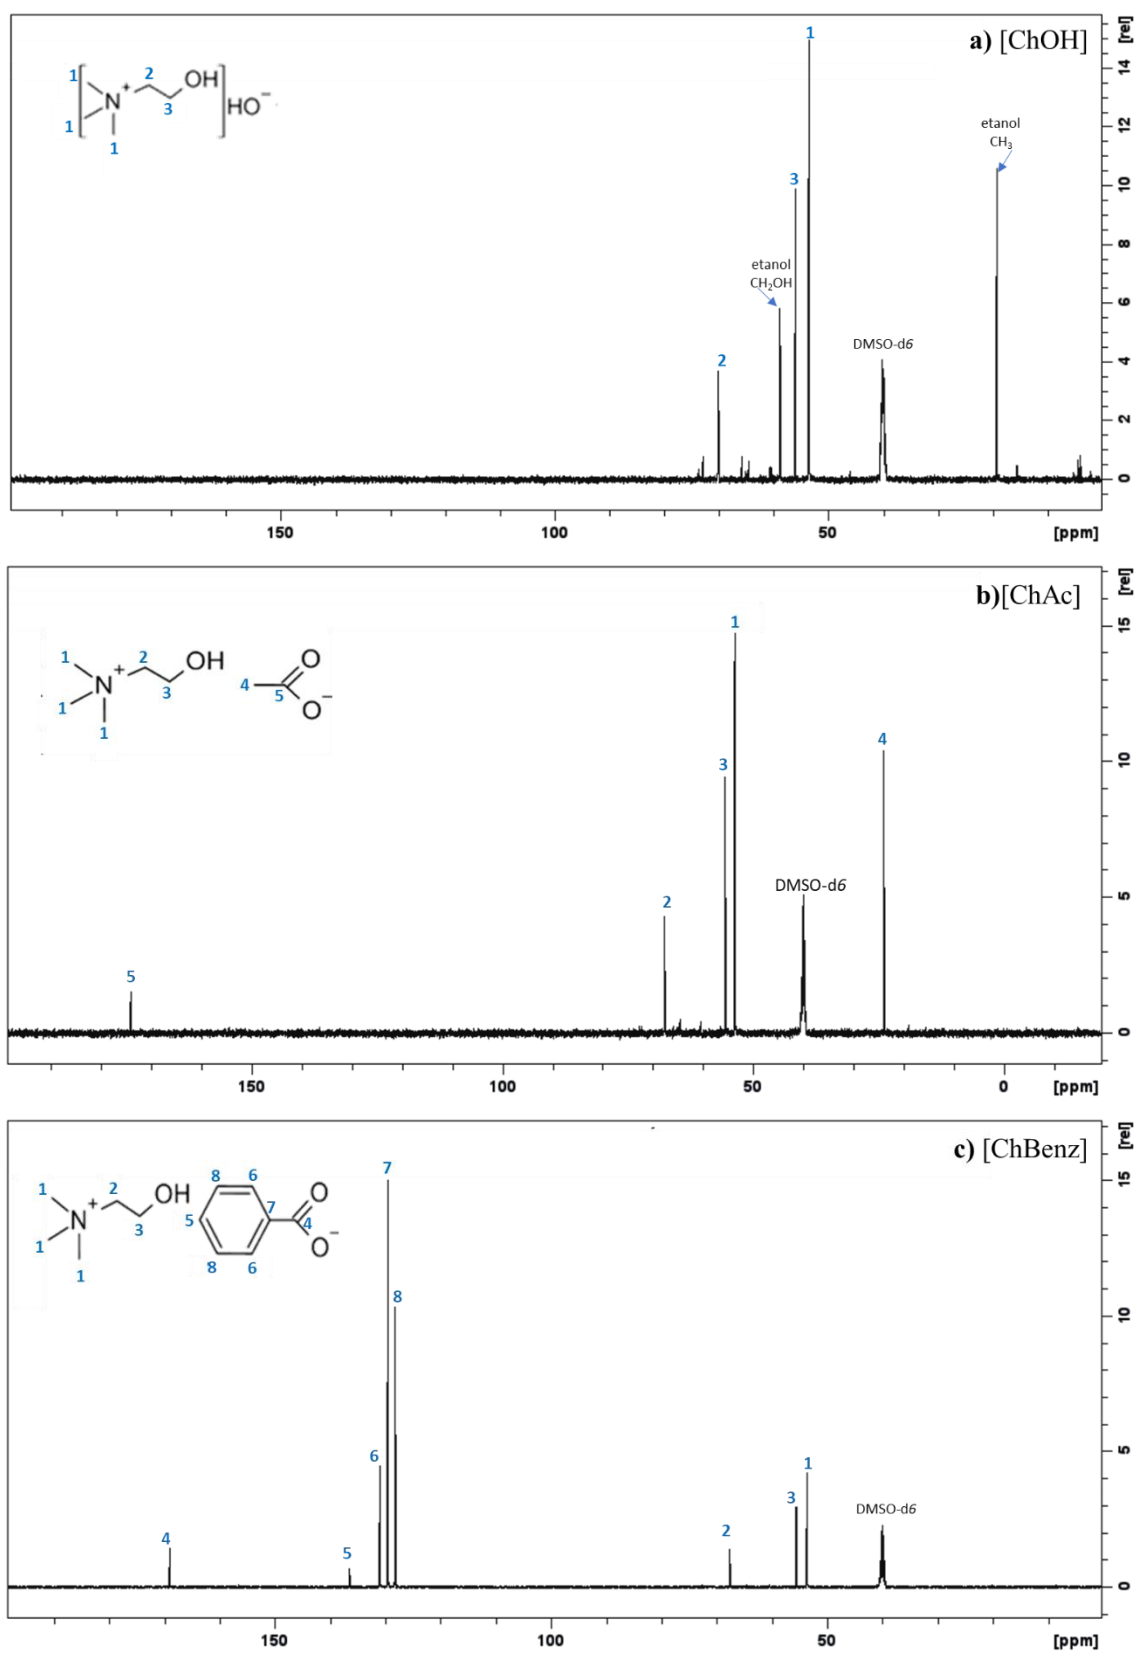 a) [ChOH]
[rel]
1
1
1
1
2
3
N+
OH
HO−
1
3
2
etanol
CH2OH
etanol
CH3
DMSO-d6
14
12
10
8
6
4
2
0
150
100
50
[ppm]
b)[ChAc]
[rel]
1
1
1
2
3
N+
OH
4
5
O
O−
1
3
2
4
5
DMSO-d6
15
10
5
0
150
100
50
0
[ppm]
c) [ChBenz]
[rel]
1
1
1
2
3
N+
OH
8
6
5
7
8
6
4
O
O−
7
8
6
4
5
2
3
1
DMSO-d6
15
10
5
0
150
100
50
[ppm]